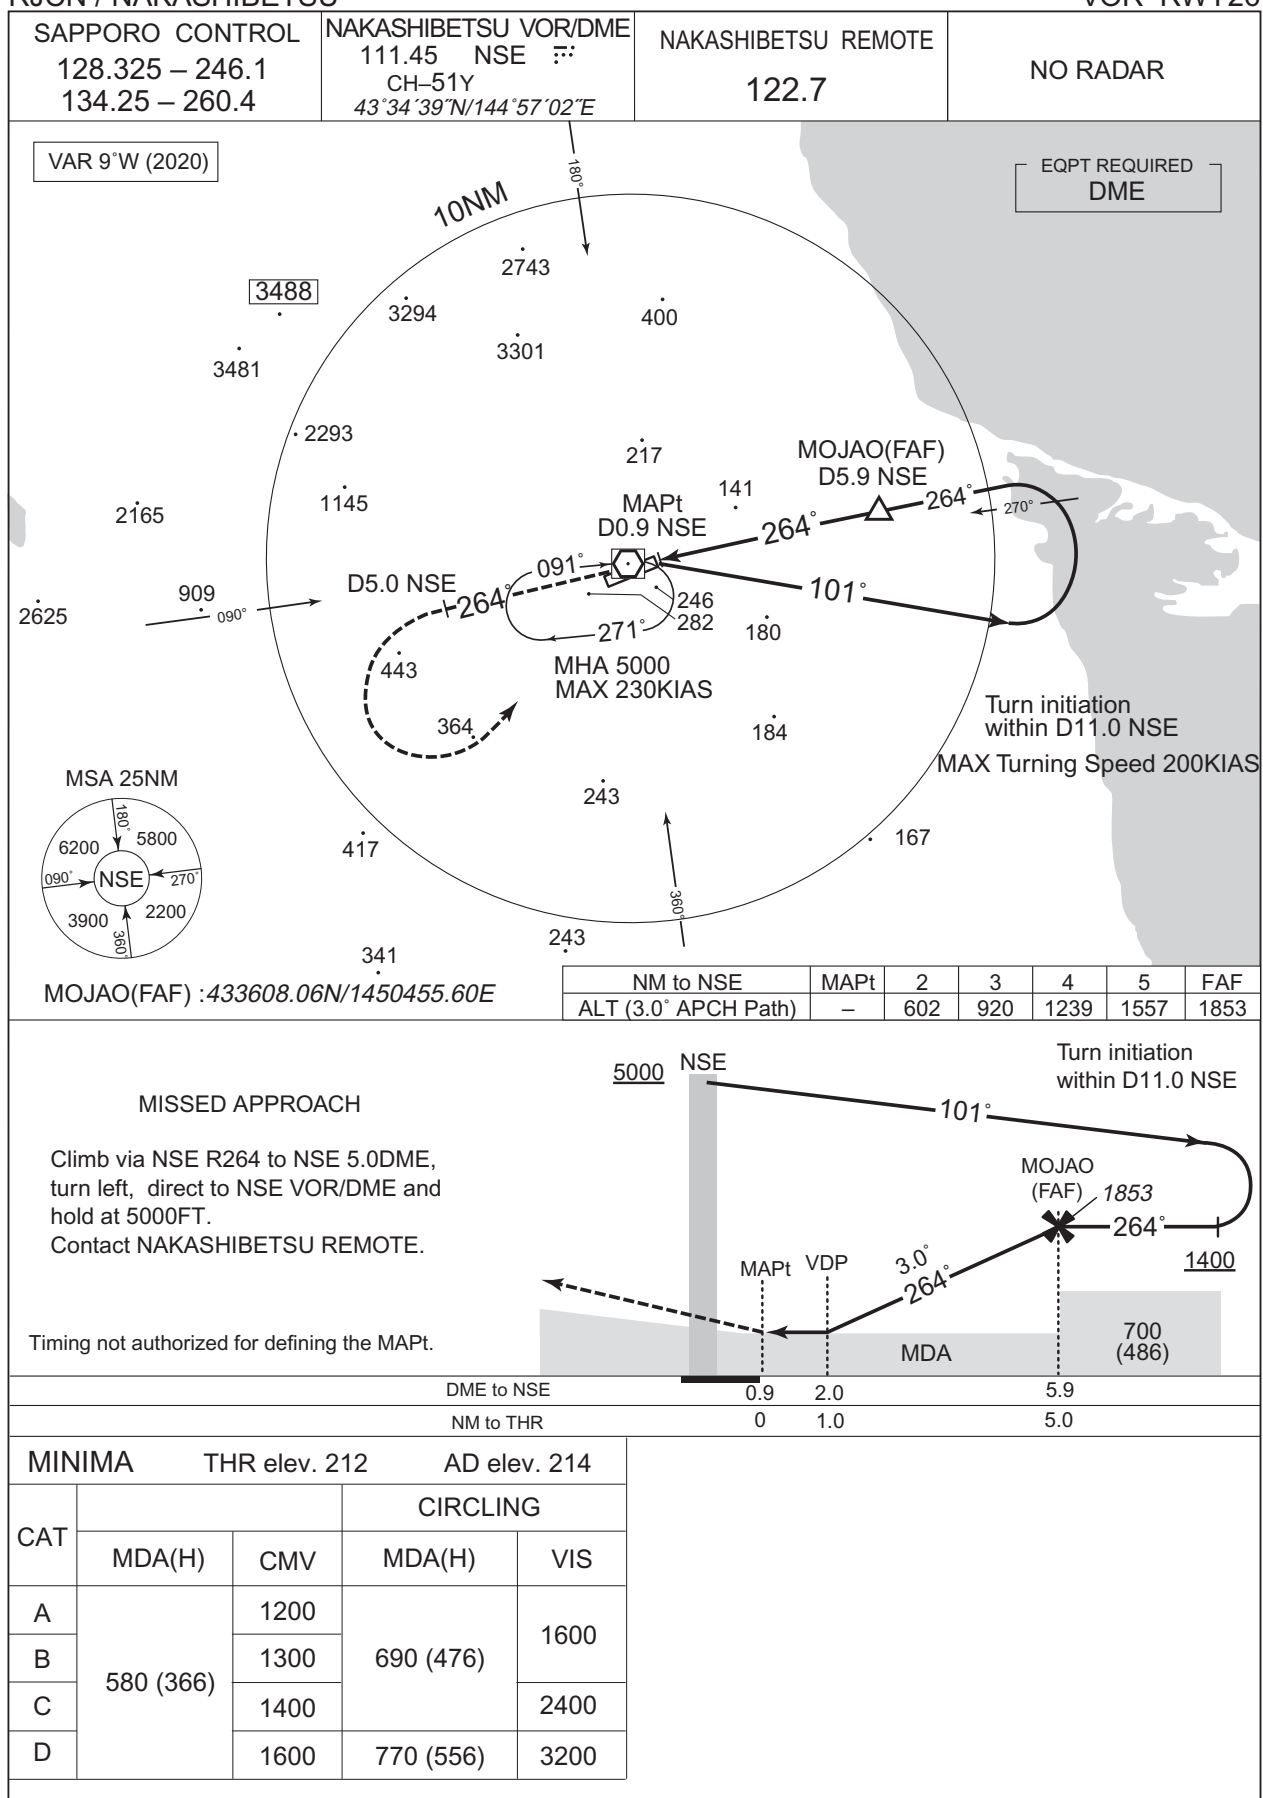 RJCN / NAKASHIBETSU
VOR RWY26
SAPPORO CONTROL
128.325 – 246.1
134.25 – 260.4
NAKASHIBETSU VOR/DME
111.45 NSE
CH–51Y
43°34´39˝N/144°57´02˝E
NAKASHIBETSU REMOTE
122.7
NO RADAR
VAR 9°W (2020)
EQPT REQUIRED
DME
180°
10NM
2743
3488
3294
400
3301
3481
2293
217
MOJAO(FAF)
D5.9 NSE
141
1145
2165
MAPt
D0.9 NSE
264°
270°
264°
091°
D5.0 NSE
264°
101°
909
090°
2625
246
282
271°
180
443
MHA 5000
MAX 230KIAS
364
184
Turn initiation
within D11.0 NSE
MAX Turning Speed 200KIAS
MSA 25NM
180°
6200
5800
090°
NSE
270°
3900
2200
360°
243
417
167
360°
243
341
MOJAO(FAF) :433608.06N/1450455.60E
NM to NSE MAPt 2 3 4 5 FAF
ALT (3.0° APCH Path) – 602 920 1239 1557 1853
MISSED APPROACH
Climb via NSE R264 to NSE 5.0DME,
turn left, direct to NSE VOR/DME and
hold at 5000FT.
Contact NAKASHIBETSU REMOTE.
Timing not authorized for defining the MAPt.
5000
NSE
Turn initiation
within D11.0 NSE
101°
MOJAO
(FAF)
1853
264°
1400
3.0°
264°
MAPt
VDP
MDA
700
(486)
DME to NSE 0.9 2.0 5.9
NM to THR 0 1.0 5.0
MINIMA THR elev. 212 AD elev. 214
CAT
CIRCLING
MDA(H) CMV MDA(H) VIS
A 1200
B 1300
C 1400
D 1600
580 (366)
690 (476)
770 (556)
1600
2400
3200